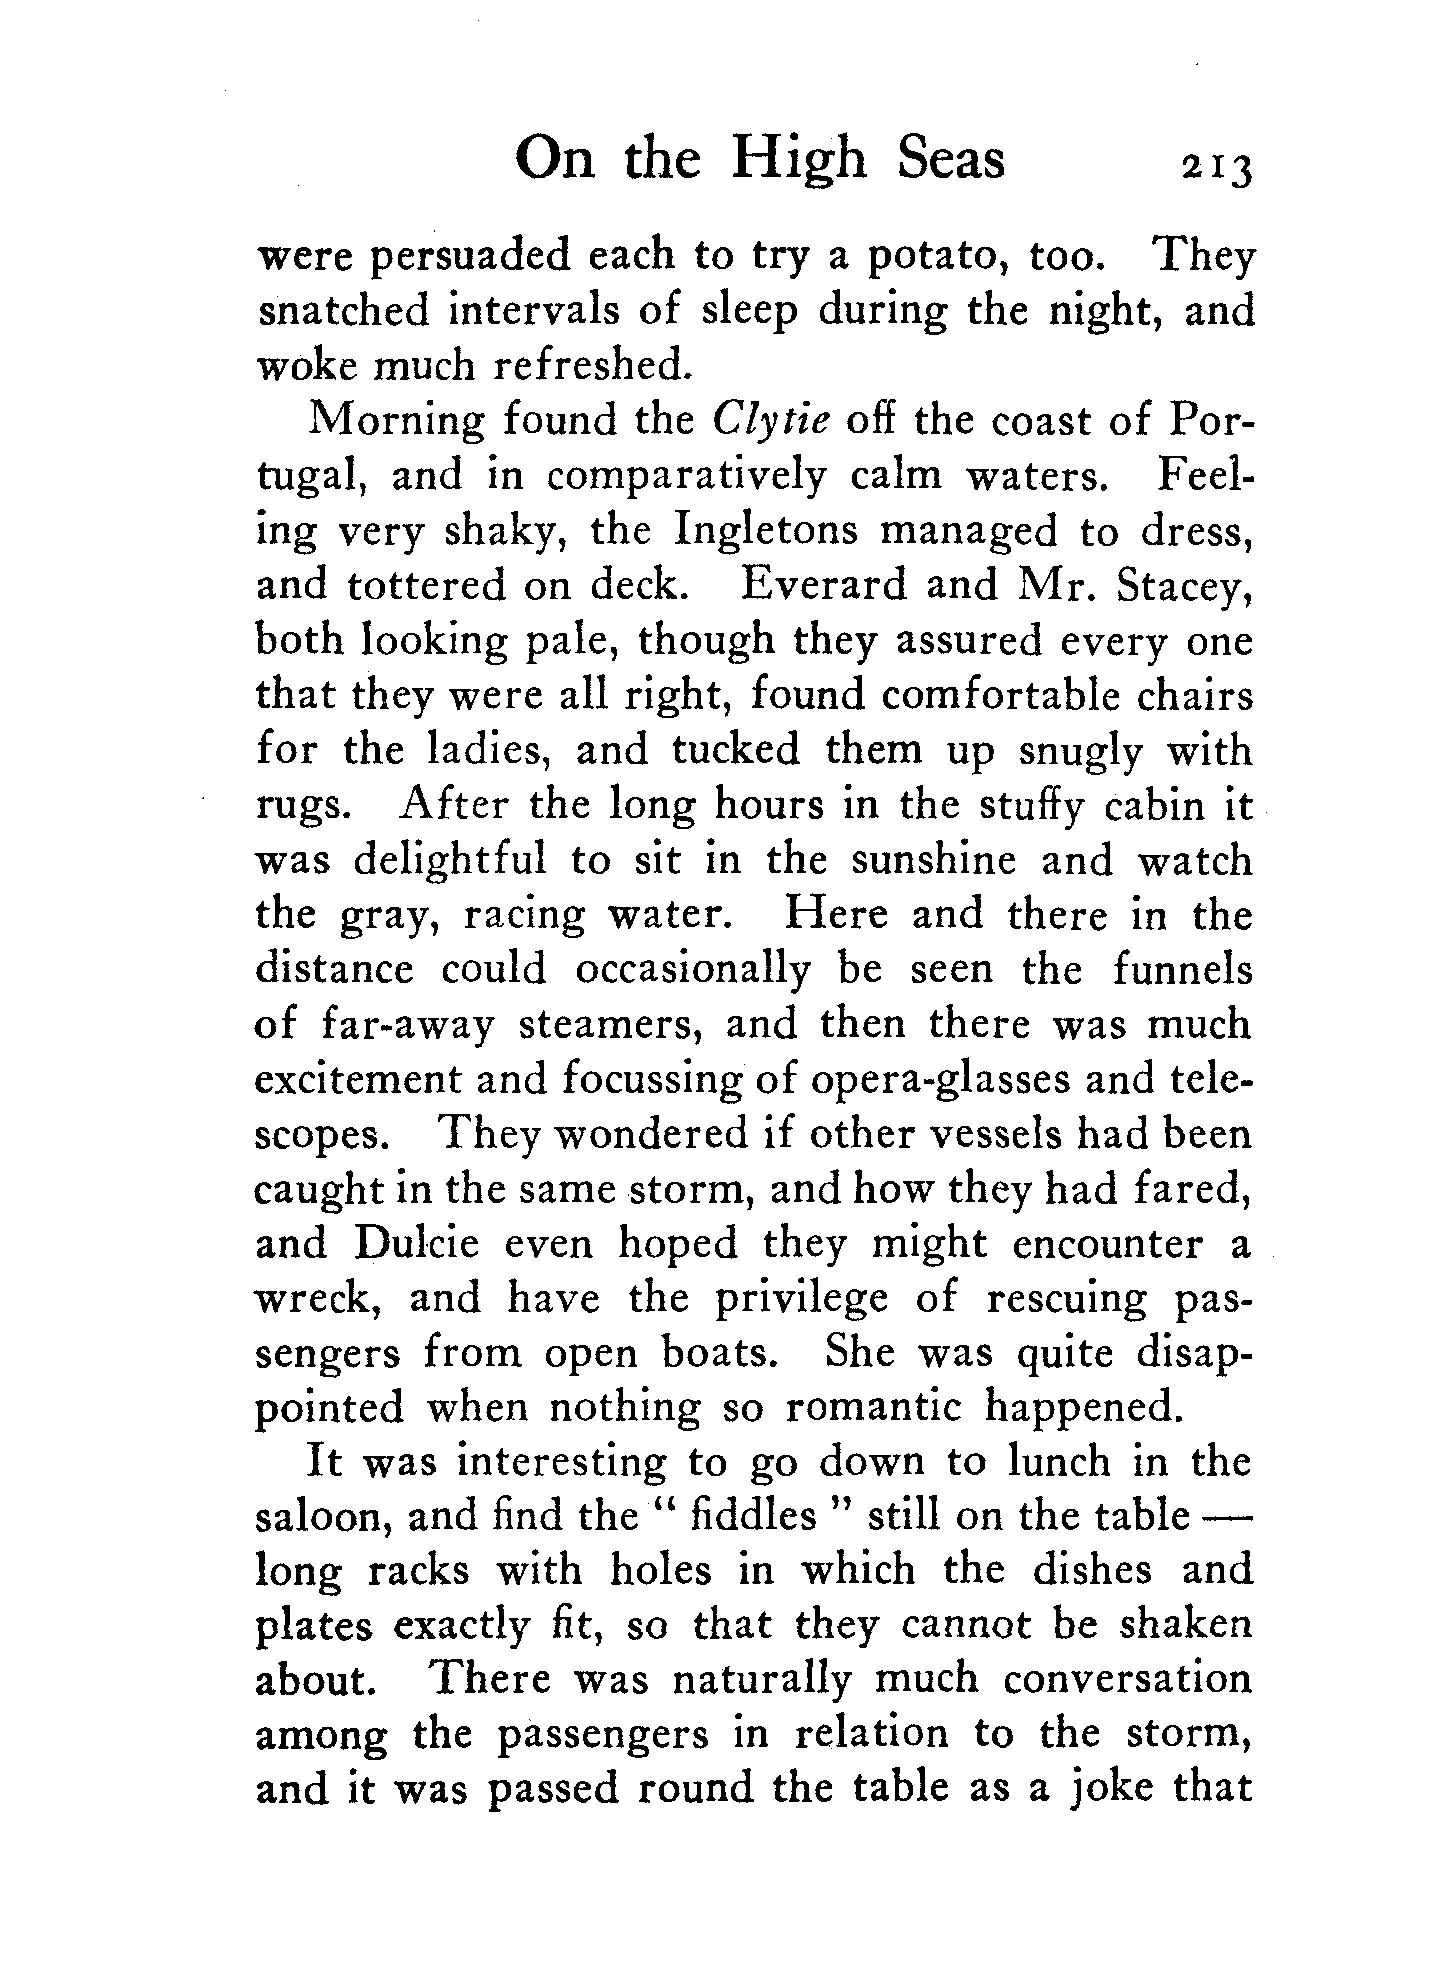 On the High Seas 213
were persuaded each to try a potato, too. They
snatched intervals of sleep during the night, and
woke much refreshed.
Morning found the Clytie off the coast of Por-
tugal, and in comparatively calm waters. Feel-
ing very shaky, the Ingletons managed to dress,
and tottered on deck. Everard and Mr. Stacey,
both looking pale, though they assured every one
that they were all right, found comfortable chairs
for the ladies, and tucked them up snugly with
rugs. After the long hours in the stuffy cabin it
was delightful to sit in the sunshine and watch
the gray, racing water. Here and there in the
distance could occasionally be seen the funnels
of far-away steamers, and then there was much
excitement and focussing of opera-glasses and tele-
scopes. They wondered if other vessels had been
caught in the same storm, and how they had fared,
and Dulcie even hoped they might encounter a
wreck, and have the privilege of rescuing pas-
sengers from open boats. She was quite disap-
pointed when nothing so romantic happened.
It was interesting to go down to lunch in the
saloon, and find the " fiddles " still on the table —
long racks with holes in which the dishes and
plates exactly fit, so that they cannot be shaken
about. There was naturally much conversation
among the passengers in relation to the storm,
and it was passed round the table as a joke that